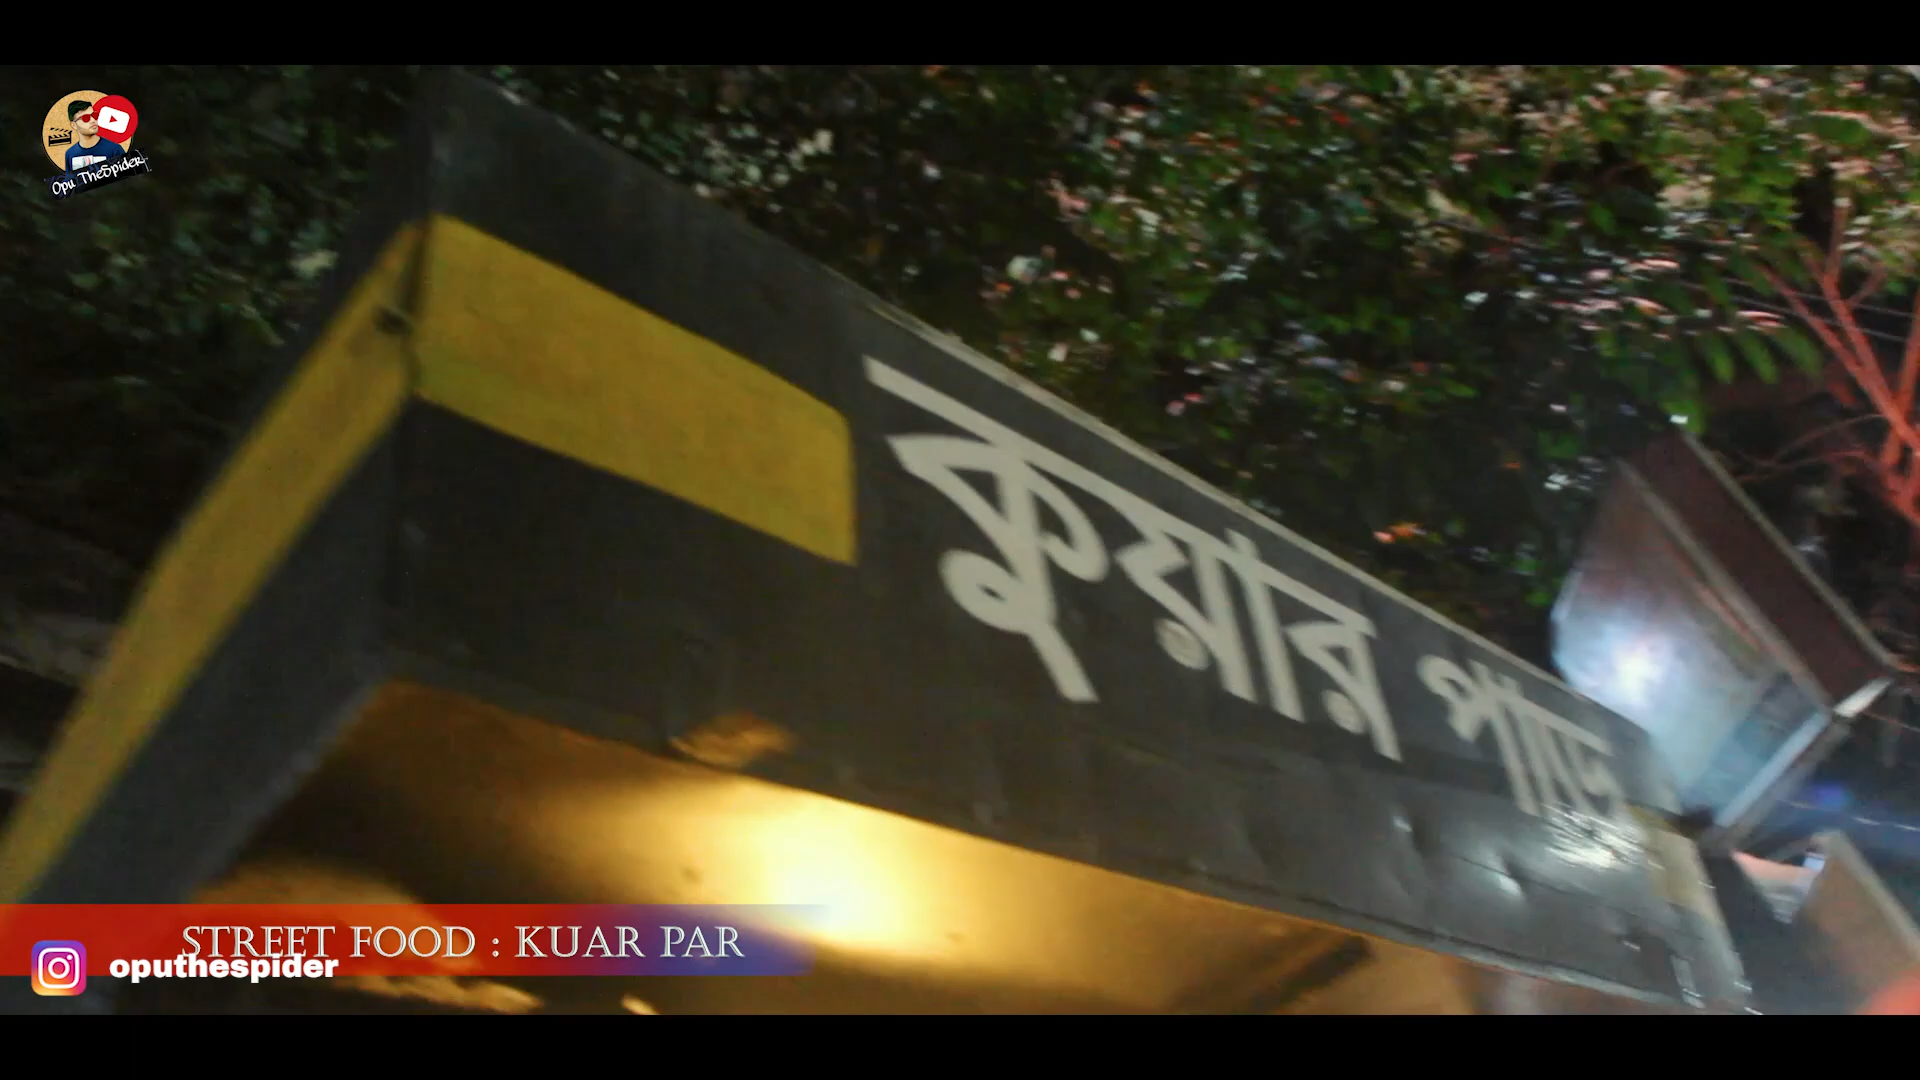 Opu TheSpider
কুয়ার পাড়
STREET FOOD : KUAR PAR
oputhespider